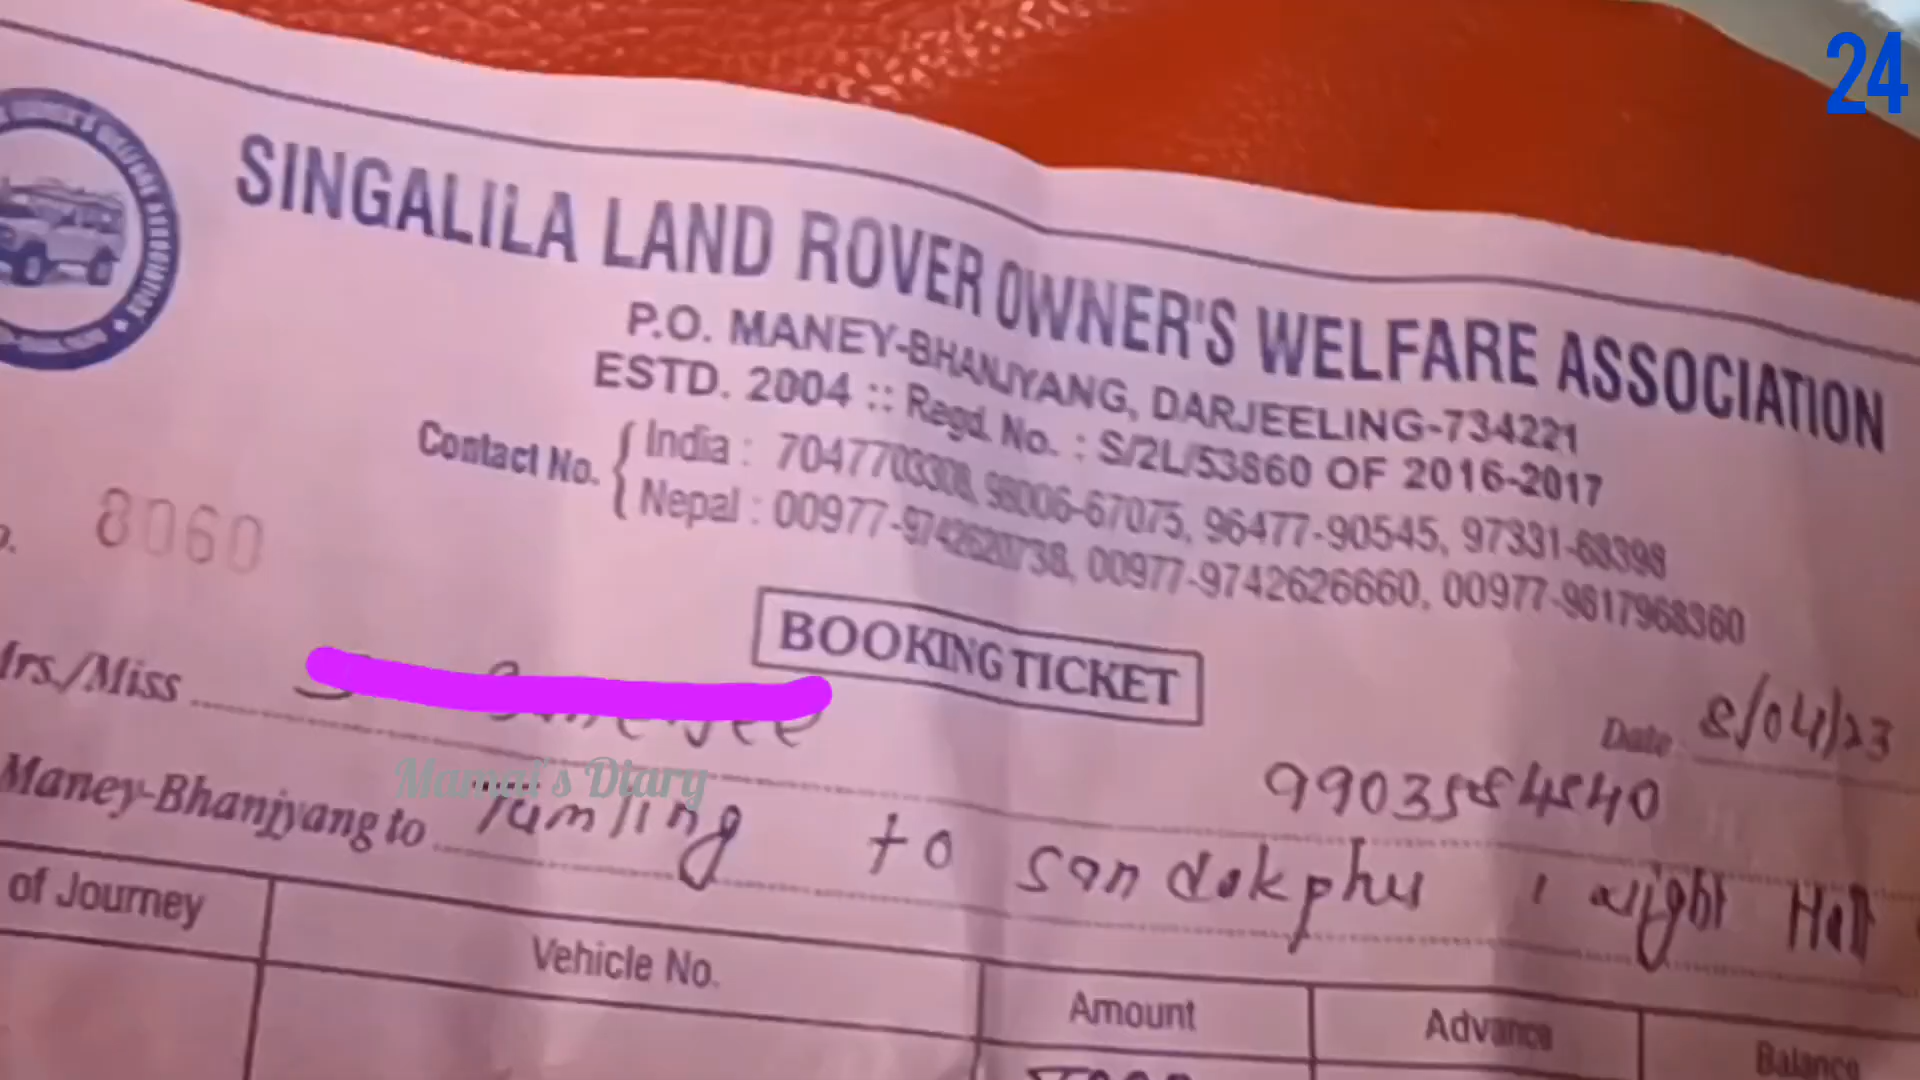 24
SINGALILA LAND ROVER OWNER'S WELFARE ASSOCIATION
P.O. MANEY-BHANJYANG, DARJEELING-734221
ESTD. 2004 :: Regd. No. : S/2L/53860 OF 2016-2017
Contact No.
India : 7047703308, 98006-67075, 96477-90545, 97331-68398
Nepal : 00977-9742620738, 00977-9742626660, 00977-9617968360
8060
BOOKING TICKET
Mrs./Miss
Date 8/04/23
Mamai's Diary
9903584540
Maney-Bhanjyang to Tumling to Sandakphu 1 night Halt
of Journey
Vehicle No.
Amount
Advance
Balance